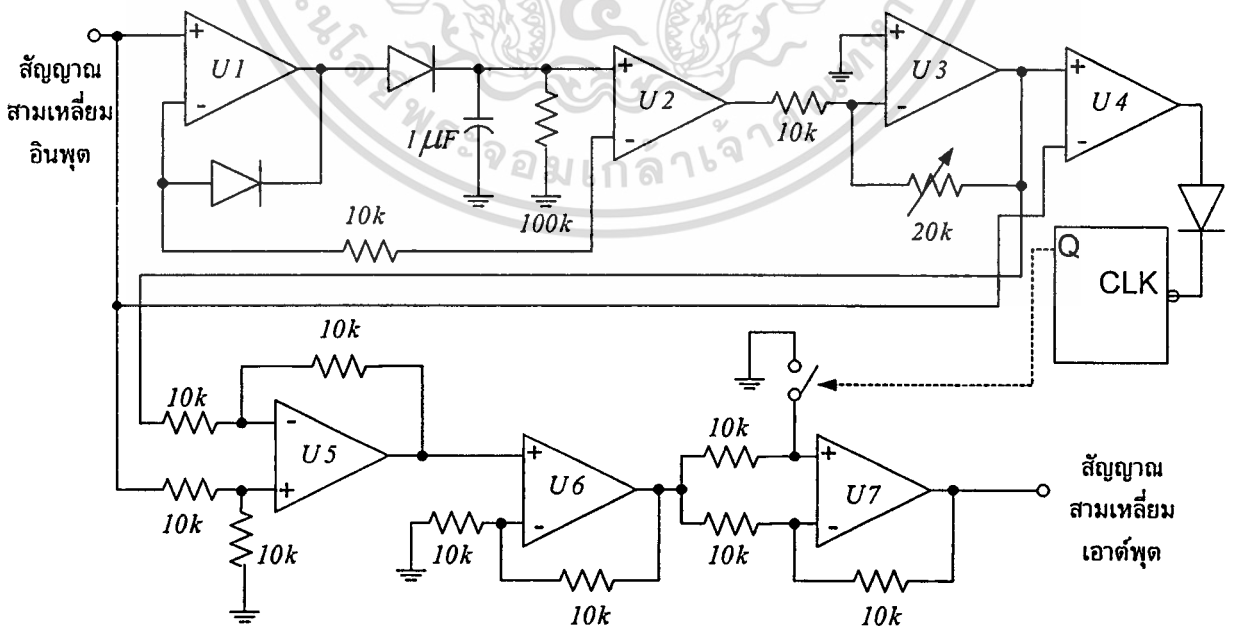 สัญญาณ
สามเหลี่ยม
อินพุต
+
-
U1
1μF
100k
10k
+
-
U2
10k
+
-
U3
20k
+
-
U4
Q
CLK
10k
10k
-
+
U5
10k
10k
+
-
U6
10k
10k
10k
10k
+
-
U7
10k
สัญญาณ
สามเหลี่ยม
เอาต์พุต